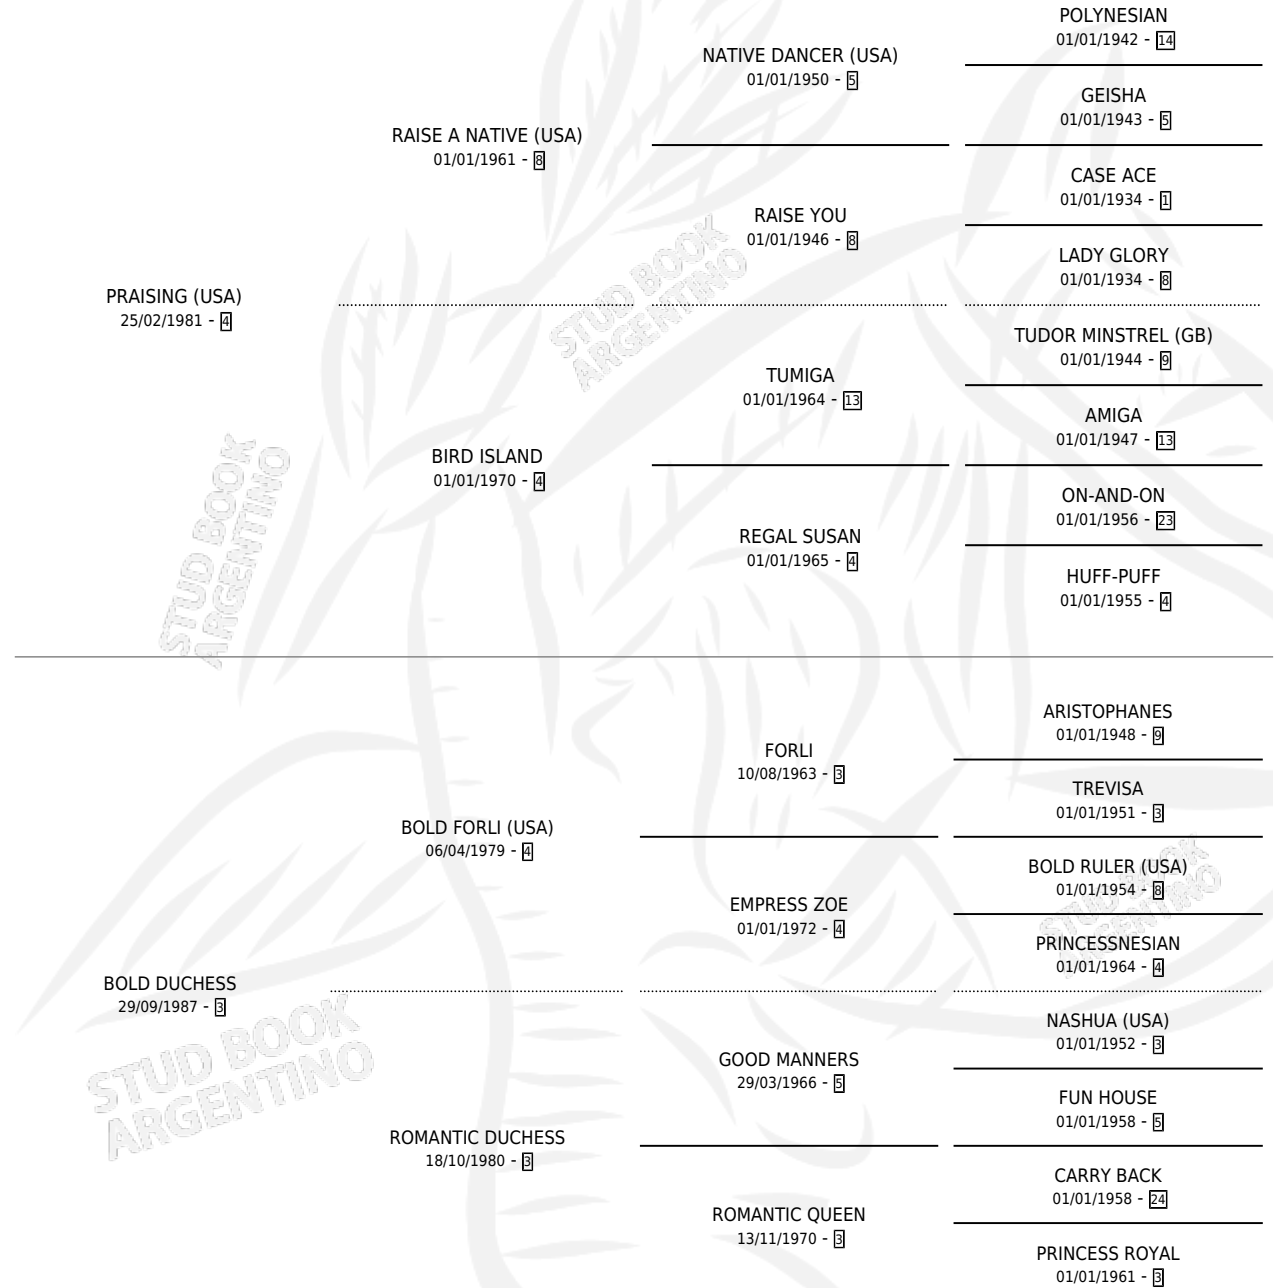 POLYNESIAN
01/01/1942 - 14
NATIVE DANCER (USA)
01/01/1950 - 5
GEISHA
01/01/1943 - 5
RAISE A NATIVE (USA)
01/01/1961 - 8
CASE ACE
01/01/1934 - 1
RAISE YOU
01/01/1946 - 8
LADY GLORY
01/01/1934 - 8
PRAISING (USA)
25/02/1981 - 4
STUD BOOK
ARGENTINO
TUDOR MINSTREL (GB)
01/01/1944 - 9
TUMIGA
01/01/1964 - 13
AMIGA
01/01/1947 - 13
BIRD ISLAND
01/01/1970 - 4
ON-AND-ON
01/01/1956 - 23
REGAL SUSAN
01/01/1965 - 4
HUFF-PUFF
01/01/1955 - 4
STUD BOOK
ARGENTINO
ARISTOPHANES
01/01/1948 - 9
FORLI
10/08/1963 - 3
TREVISA
01/01/1951 - 3
BOLD FORLI (USA)
06/04/1979 - 4
BOLD RULER (USA)
01/01/1954 - 8
EMPRESS ZOE
01/01/1972 - 4
PRINCESSNESIAN
01/01/1964 - 4
STUD BOOK
ARGENTINO
BOLD DUCHESS
29/09/1987 - 3
NASHUA (USA)
01/01/1952 - 3
GOOD MANNERS
29/03/1966 - 5
FUN HOUSE
01/01/1958 - 5
STUD BOOK
ARGENTINO
ROMANTIC DUCHESS
18/10/1980 - 3
CARRY BACK
01/01/1958 - 24
ROMANTIC QUEEN
13/11/1970 - 3
PRINCESS ROYAL
01/01/1961 - 3